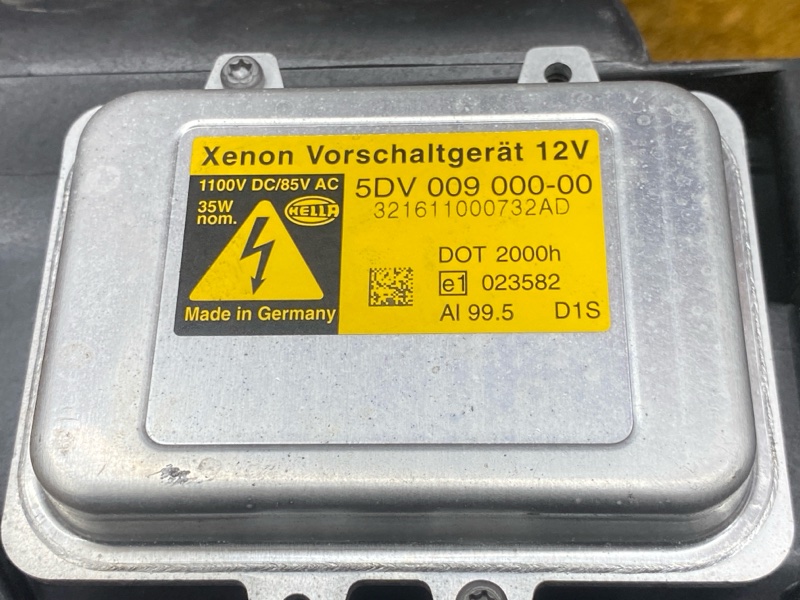 Xenon Vorschaltgerät 12V
1100V DC/85V AC
35W
nom.
HELLA
Made in Germany
5DV 009 000-00
321611000732AD
DOT 2000h
e1 023582
Al 99.5 D1S